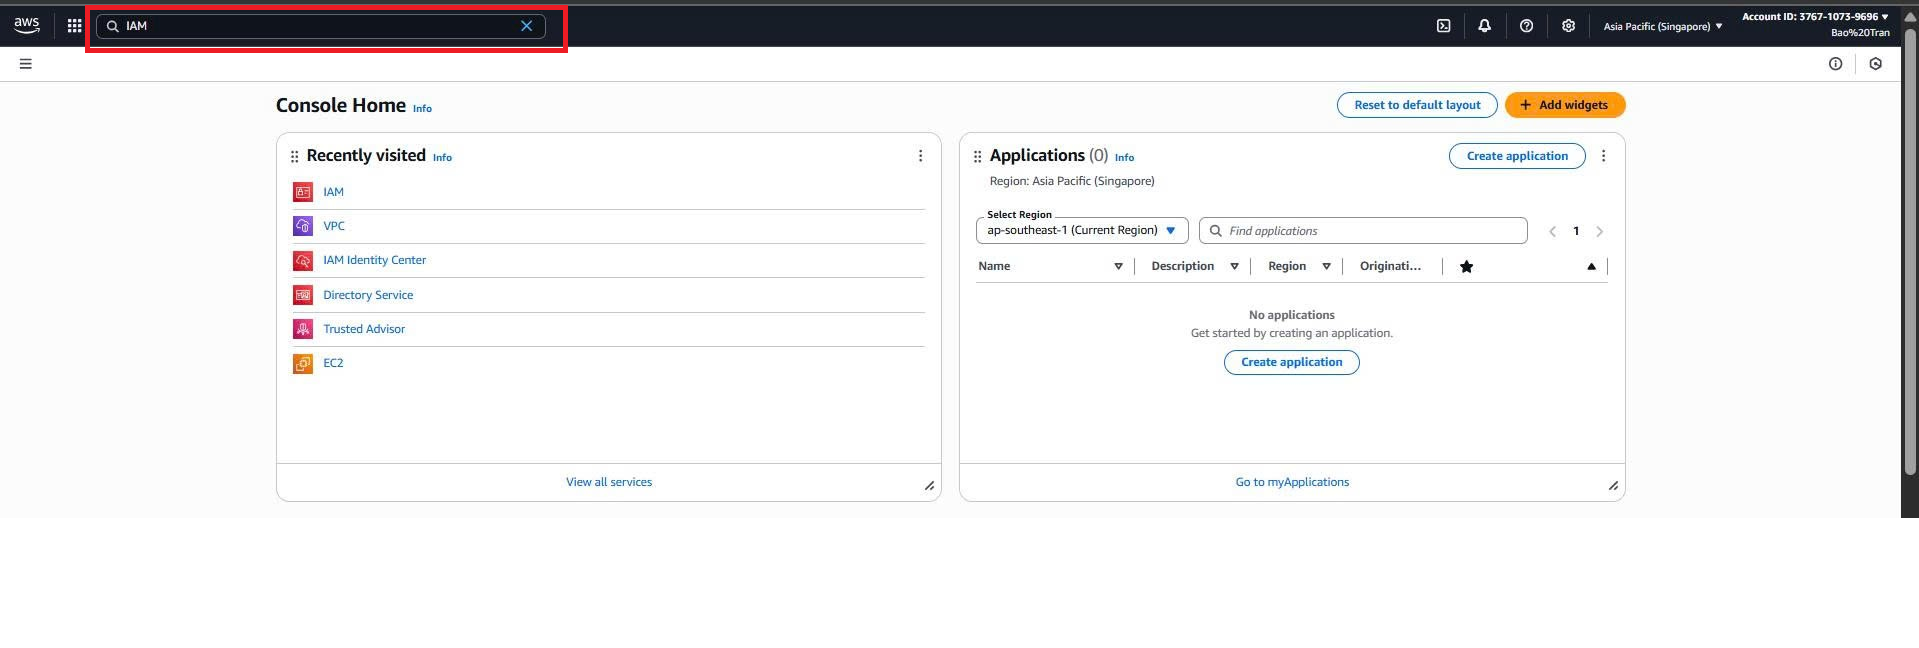 aws
IAM
Asia Pacific (Singapore)
Account ID: 3767-1073-9696
Bao%20Tran
Console Home Info
Reset to default layout
Add widgets
Recently visited Info
IAM
VPC
IAM Identity Center
Directory Service
Trusted Advisor
EC2
View all services
Applications (0) Info
Create application
Region: Asia Pacific (Singapore)
Select Region
ap-southeast-1 (Current Region)
Find applications
1
Name Description Region Originati...
No applications
Get started by creating an application.
Create application
Go to myApplications